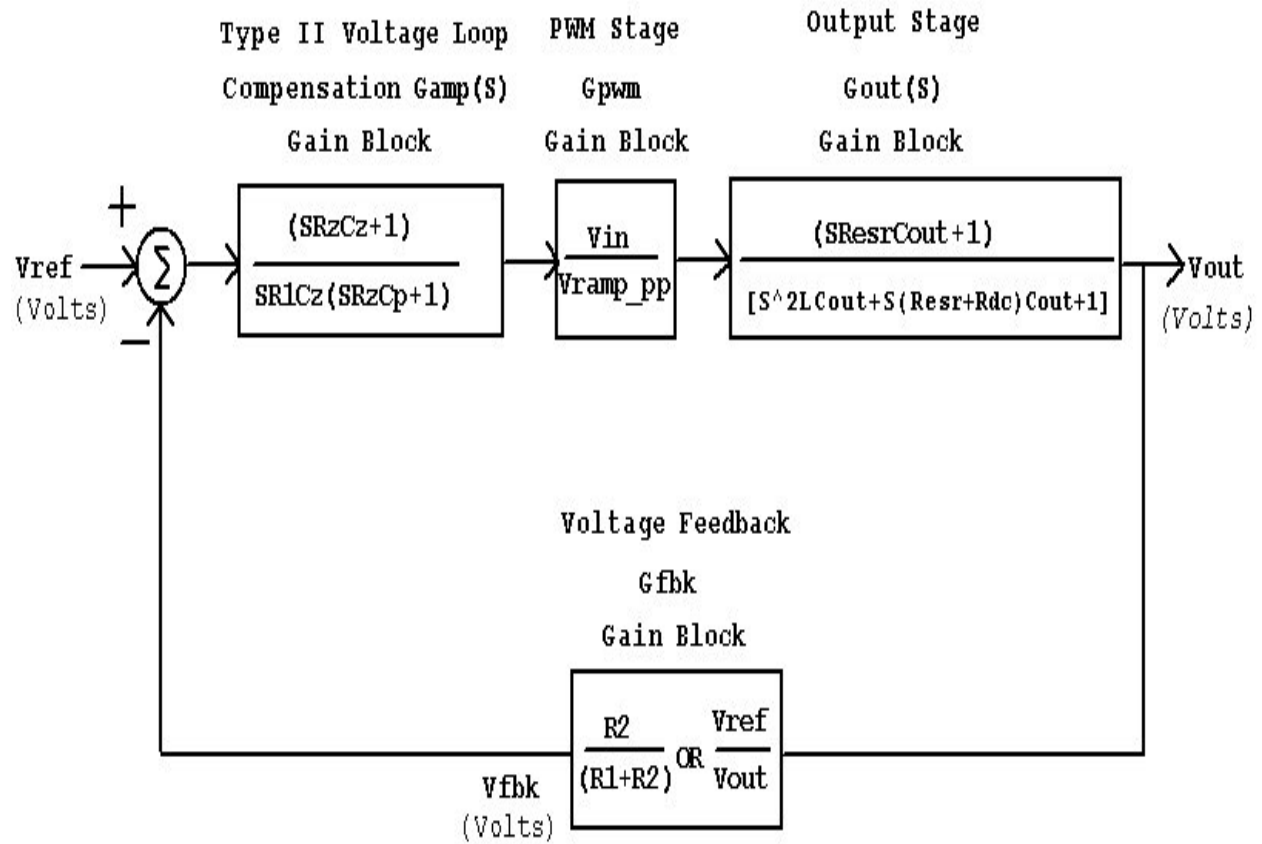 Type II Voltage Loop
Compensation Gamp(S)
Gain Block
PWM Stage
Gpwm
Gain Block
Output Stage
Gout(S)
Gain Block
+
Vref
(Volts)
−
Σ
(SRzCz+1)
SR1Cz(SRzCp+1)
Vin
Vramp_pp
(SResrCout+1)
[S^2LCout+S(Resr+Rdc)Cout+1]
Vout
(Volts)
Voltage Feedback
Gfbk
Gain Block
R2
(R1+R2)
OR
Vref
Vout
Vfbk
(Volts)